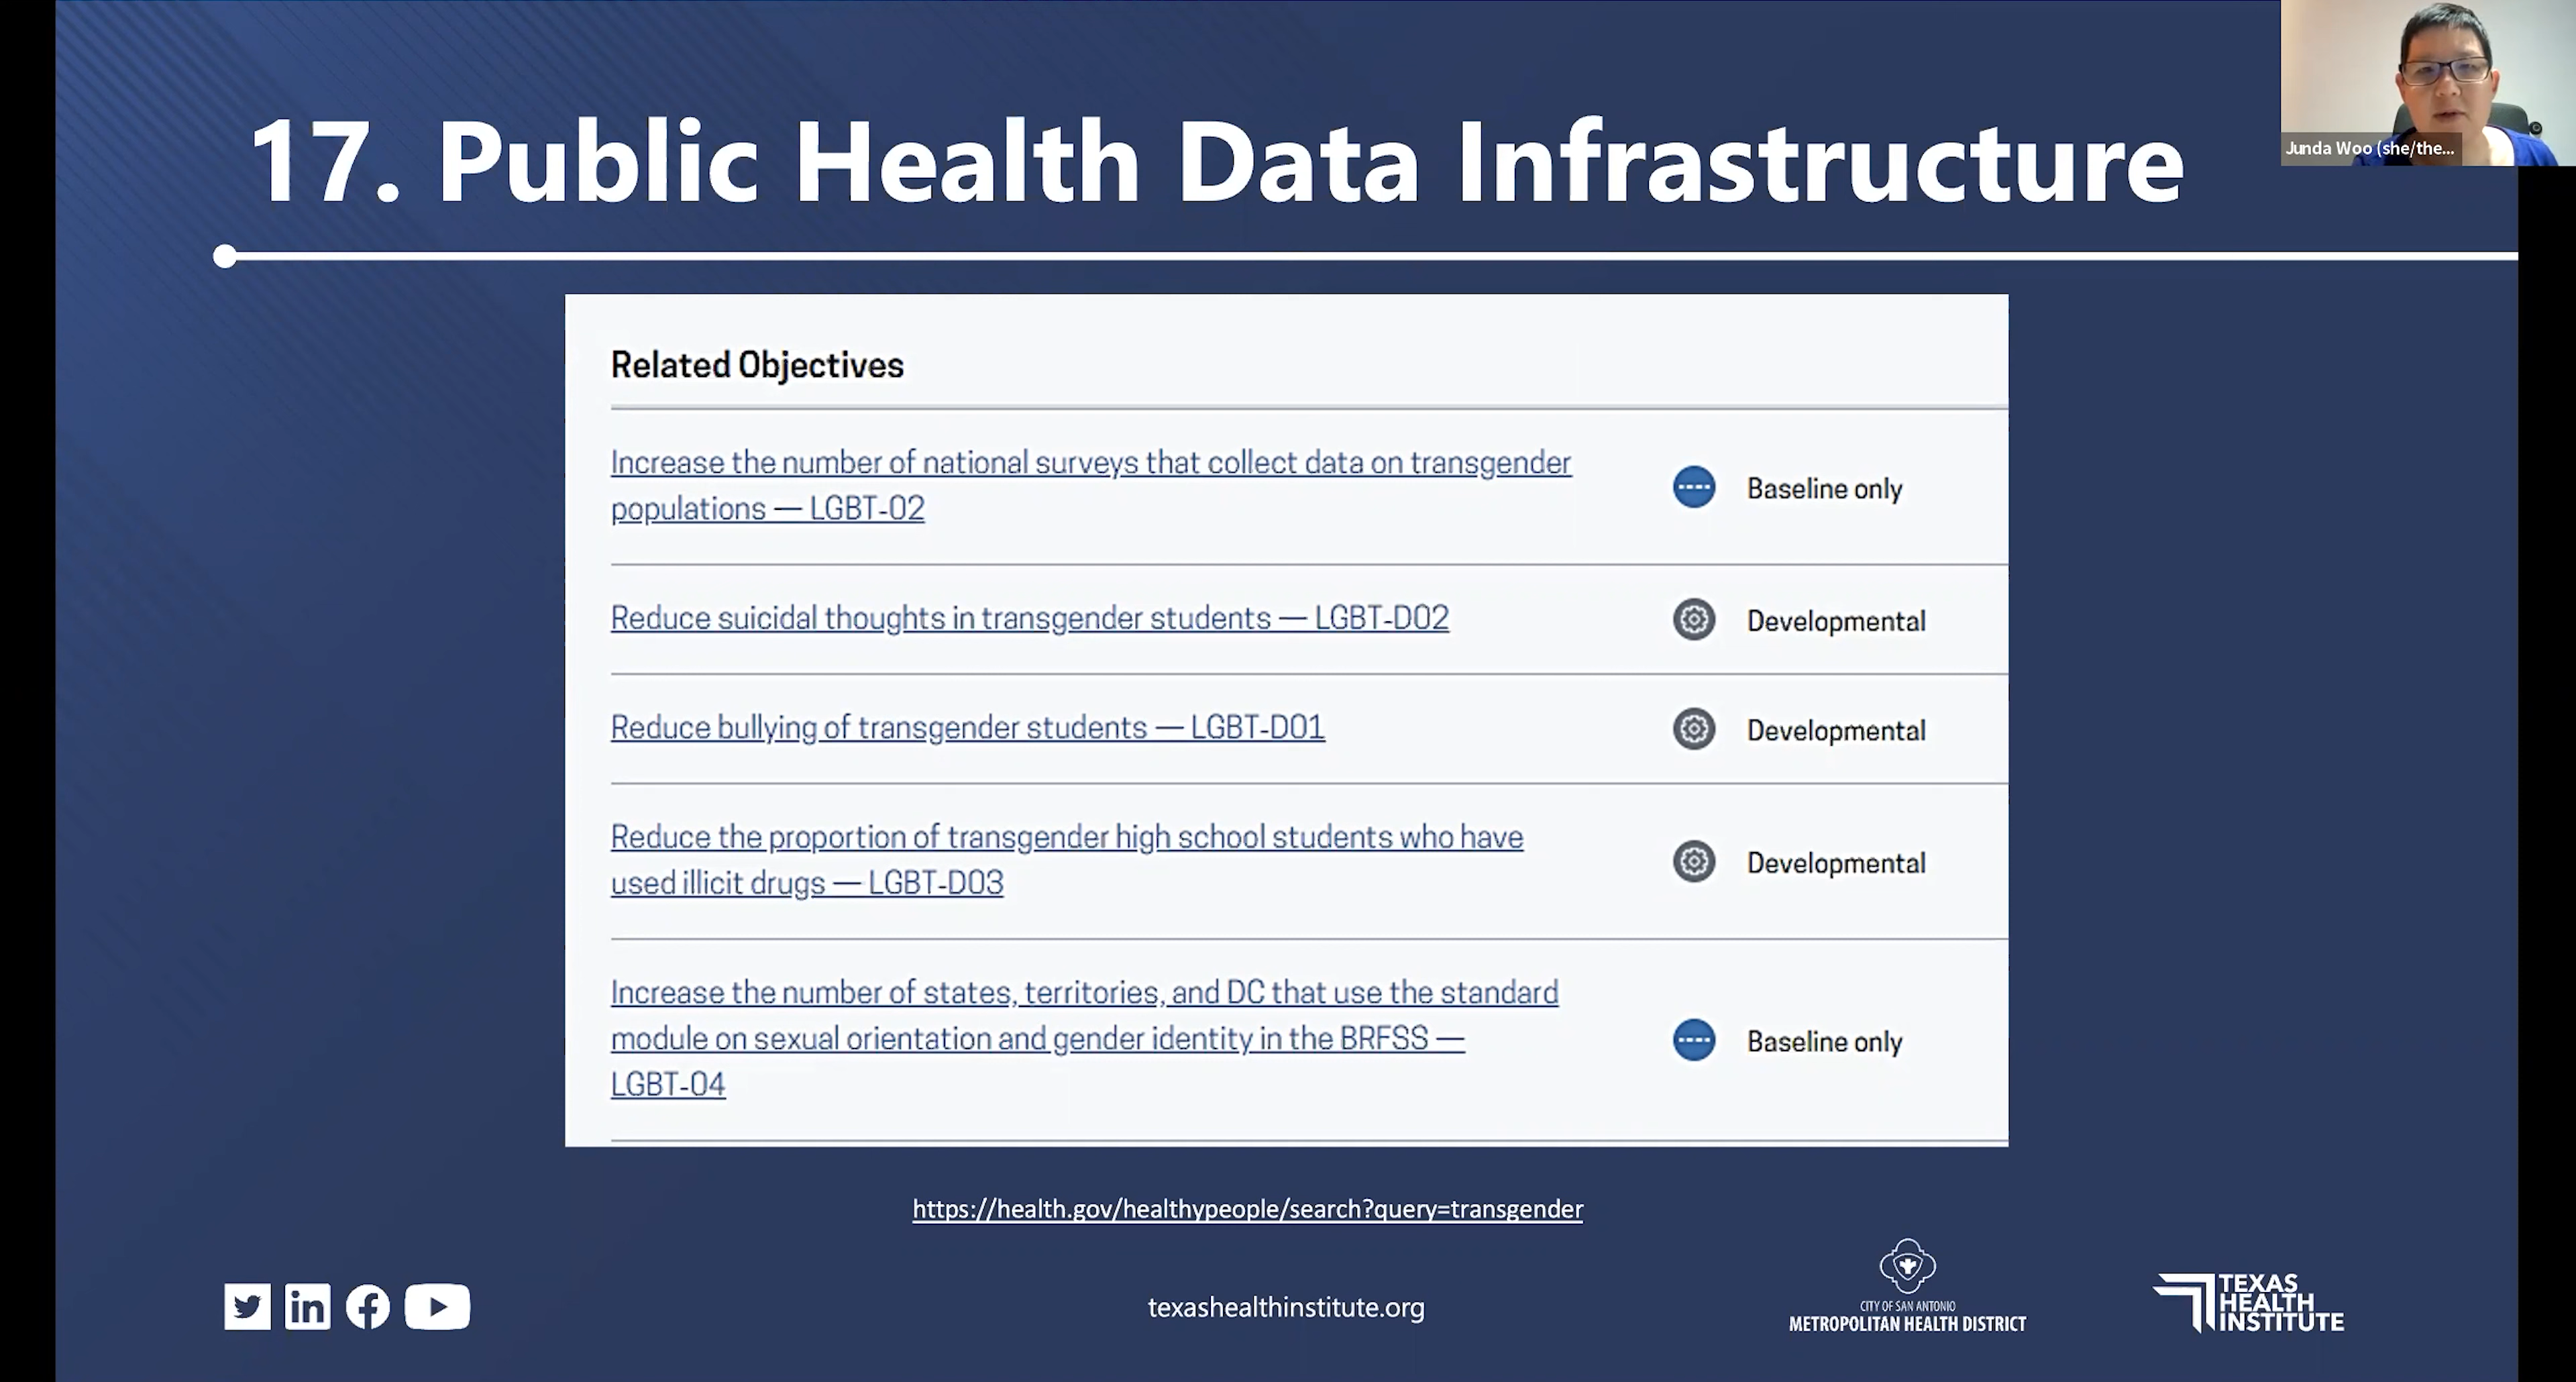 17. Public Health Data Infrastructure
Junda Woo (she/the...
Related Objectives
Increase the number of national surveys that collect data on transgender
populations — LGBT-02
Baseline only
Reduce suicidal thoughts in transgender students — LGBT-D02
Developmental
Reduce bullying of transgender students — LGBT-D01
Developmental
Reduce the proportion of transgender high school students who have
used illicit drugs — LGBT-D03
Developmental
Increase the number of states, territories, and DC that use the standard
module on sexual orientation and gender identity in the BRFSS —
LGBT-04
Baseline only
https://health.gov/healthypeople/search?query=transgender
in
texashealthinstitute.org
CITY OF SAN ANTONIO
METROPOLITAN HEALTH DISTRICT
TEXAS
HEALTH
INSTITUTE